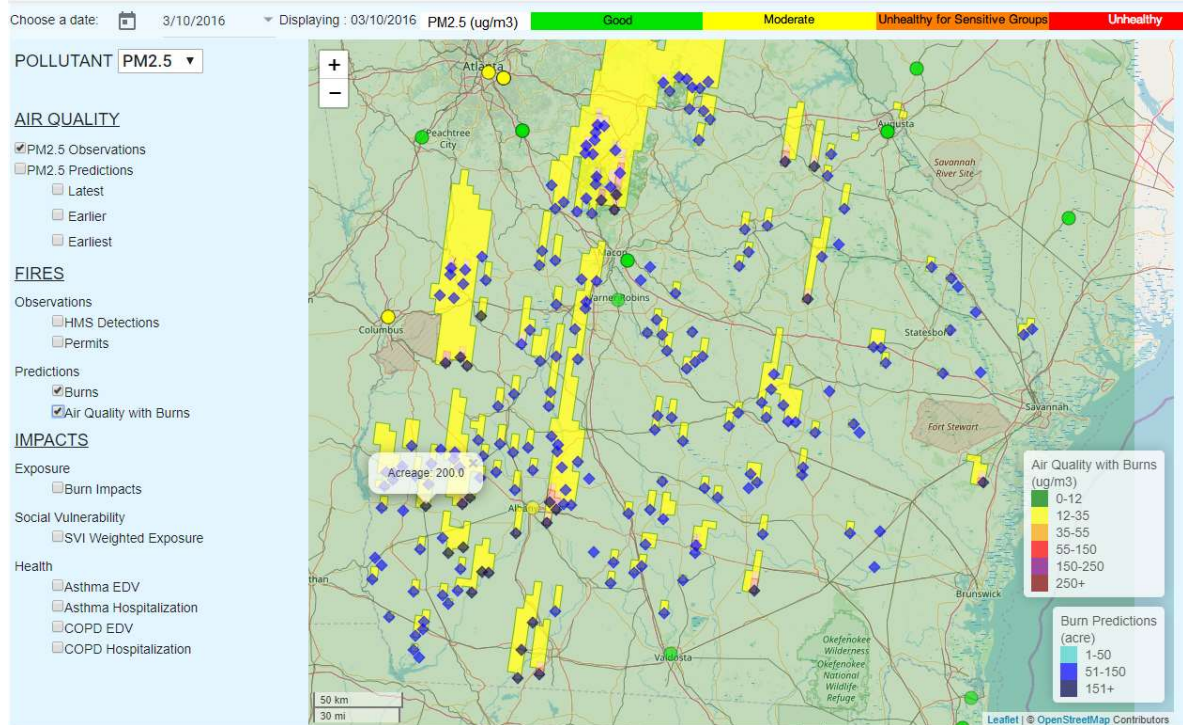 Choose a date:
3/10/2016
Displaying : 03/10/2016
PM2.5 (ug/m3)
Good
Moderate
Unhealthy for Sensitive Groups
Unhealthy
POLLUTANT PM2.5
AIR QUALITY
PM2.5 Observations
PM2.5 Predictions
Latest
Earlier
Earliest
FIRES
Observations
HMS Detections
Permits
Predictions
Burns
Air Quality with Burns
IMPACTS
Exposure
Burn Impacts
Social Vulnerability
SVI Weighted Exposure
Health
Asthma EDV
Asthma Hospitalization
COPD EDV
COPD Hospitalization
+
−
Atlanta
Peachtree
City
Augusta
Savannah
River Site
Macon
Warner Robins
Columbus
Statesboro
Savannah
Fort Stewart
Acreage: 200.0
×
Albany
Brunswick
Okefenokee
Wilderness
Okefenokee
National
Wildlife
Refuge
Valdosta
50 km
30 mi
Air Quality with Burns
(ug/m3)
0-12
12-35
35-55
55-150
150-250
250+
Burn Predictions
(acre)
1-50
51-150
151+
Leaflet | © OpenStreetMap Contributors